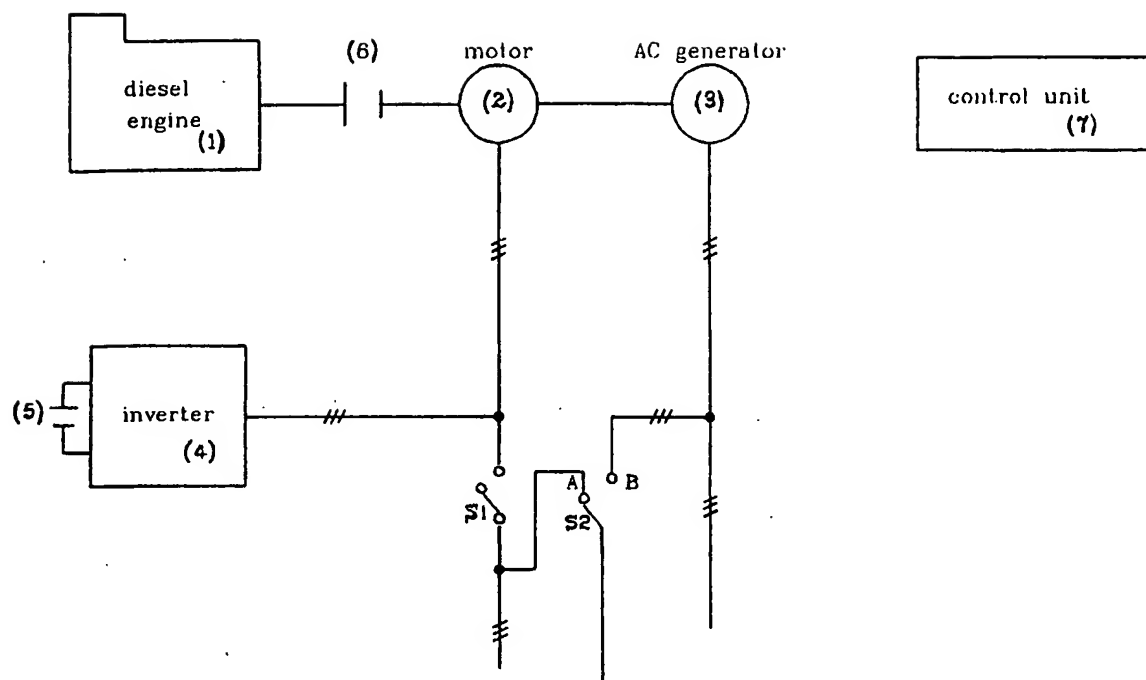 (6)
motor
AC generator
diesel
engine
(1)
(2)
(3)
control unit
(7)
(5)
inverter
(4)
S1
A
S2
B